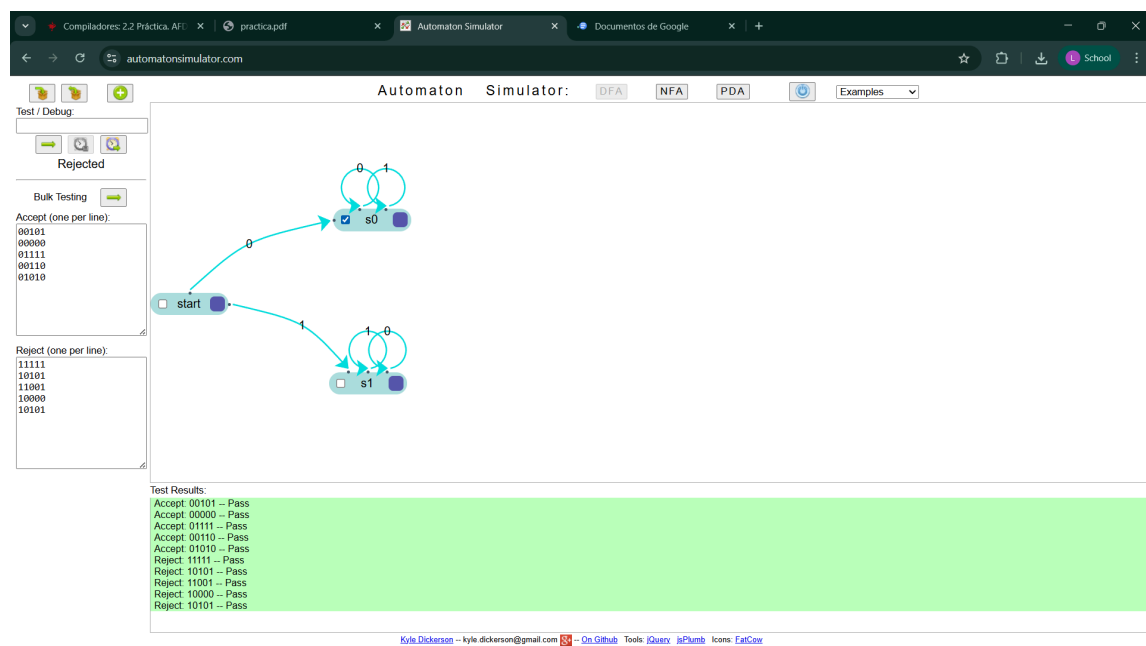 Compiladores: 2.2 Práctica. AFD
practica.pdf
Automaton Simulator
Documentos de Google
automatonsimulator.com
L School
Automaton Simulator: DFA NFA PDA Examples
Test / Debug:
Rejected
Bulk Testing
Accept (one per line):
00101
00000
01111
00110
01010
Reject (one per line):
11111
10101
11001
10000
10101
0 1
s0
0
start
1
1 0
s1
Test Results:
Accept: 00101 -- Pass
Accept: 00000 -- Pass
Accept: 01111 -- Pass
Accept: 00110 -- Pass
Accept: 01010 -- Pass
Reject: 11111 -- Pass
Reject: 10101 -- Pass
Reject: 11001 -- Pass
Reject: 10000 -- Pass
Reject: 10101 -- Pass
Kyle Dickerson -- kyle.dickerson@gmail.com g+ -- On Github Tools: jQuery jsPlumb Icons: FatCow